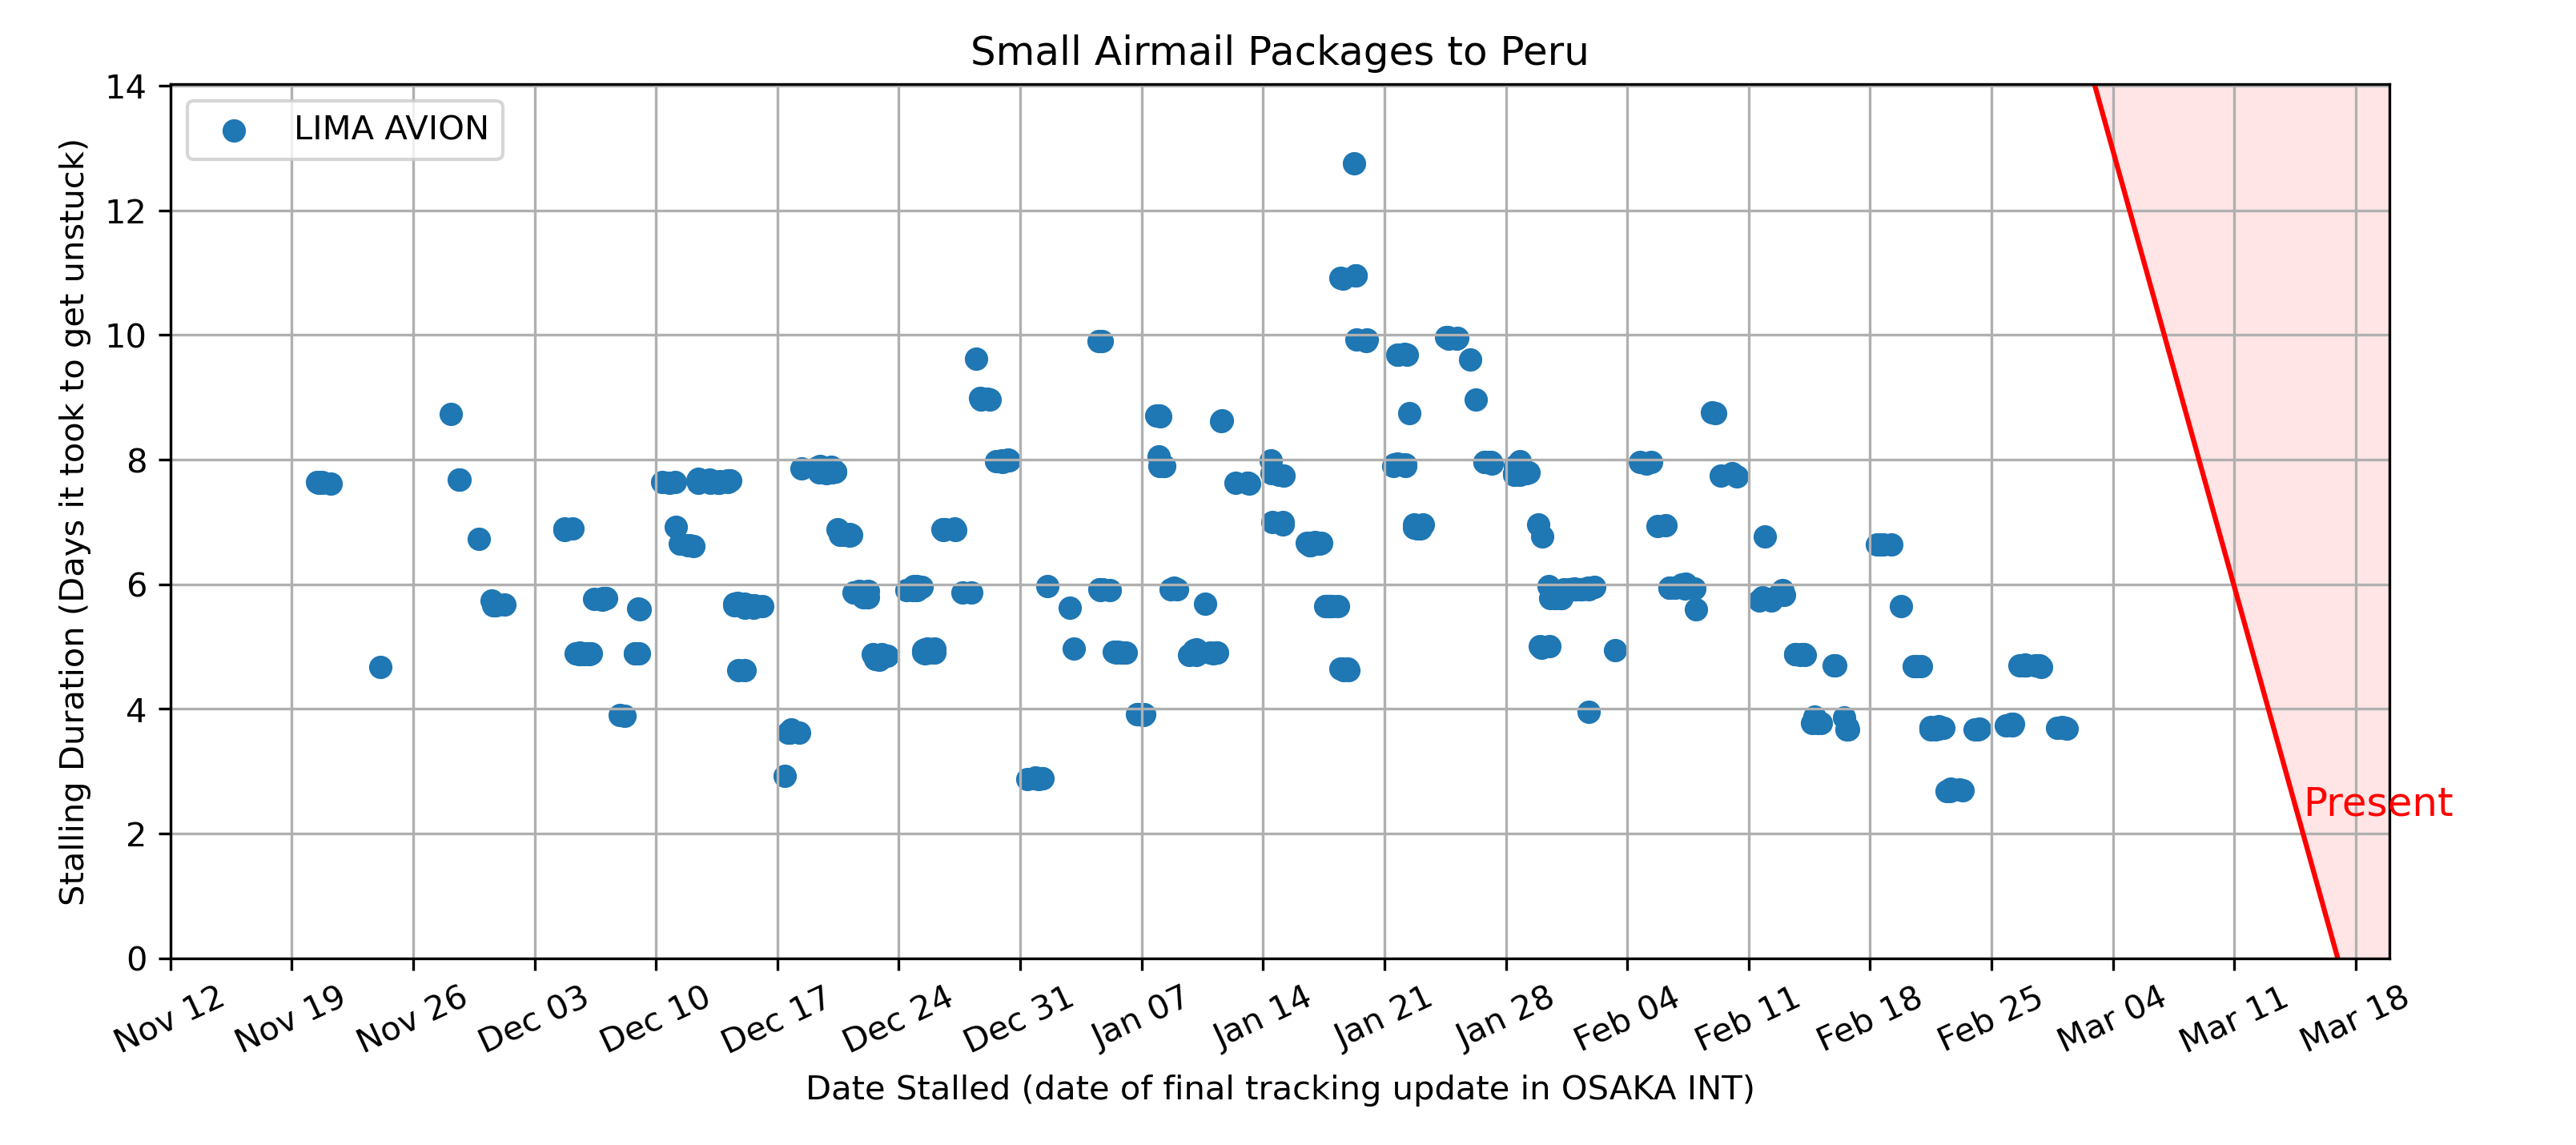 Small Airmail Packages to Peru
LIMA AVION
Stalling Duration (Days it took to get unstuck)
14
12
10
8
6
4
2
0
Present
Nov 12
Nov 19
Nov 26
Dec 03
Dec 10
Dec 17
Dec 24
Dec 31
Jan 07
Jan 14
Jan 21
Jan 28
Feb 04
Feb 11
Feb 18
Feb 25
Mar 04
Mar 11
Mar 18
Date Stalled (date of final tracking update in OSAKA INT)